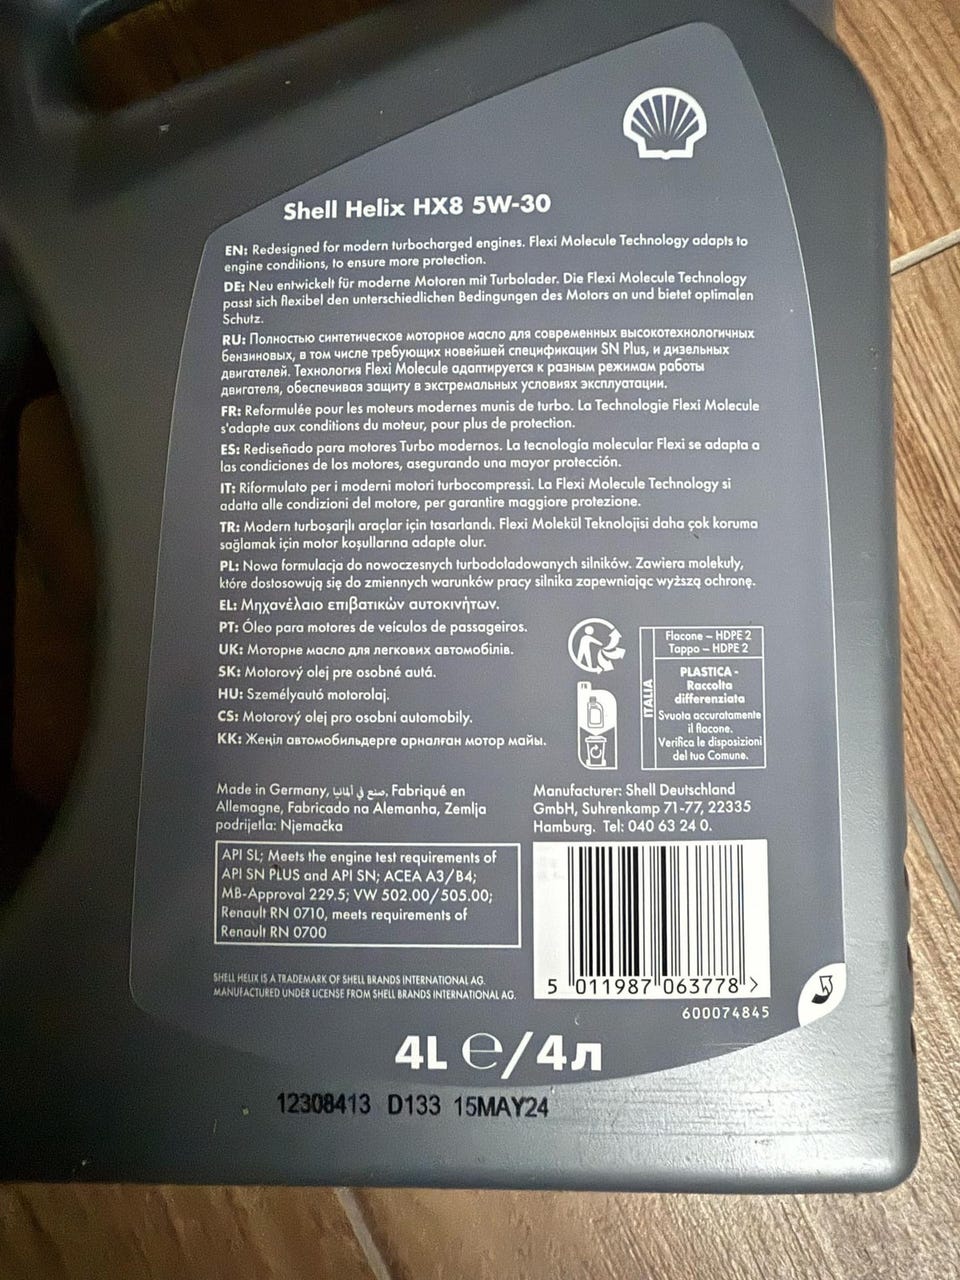 Shell Helix HX8 5W-30
EN: Redesigned for modern turbocharged engines. Flexi Molecule Technology adapts to
engine conditions, to ensure more protection.
DE: Neu entwickelt für moderne Motoren mit Turbolader. Die Flexi Molecule Technology
passt sich flexibel den unterschiedlichen Bedingungen des Motors an und bietet optimalen
Schutz.
RU: Полностью синтетическое моторное масло для современных высокотехнологичных
бензиновых, в том числе требующих новейшей спецификации SN Plus, и дизельных
двигателей. Технология Flexi Molecule адаптируется к разным режимам работы
двигателя, обеспечивая защиту в экстремальных условиях эксплуатации.
FR: Reformulée pour les moteurs modernes munis de turbo. La Technologie Flexi Molecule
s'adapte aux conditions du moteur, pour plus de protection.
ES: Rediseñado para motores Turbo modernos. La tecnología molecular Flexi se adapta a
las condiciones de los motores, asegurando una mayor protección.
IT: Riformulato per i moderni motori turbocompressi. La Flexi Molecule Technology si
adatta alle condizioni del motore, per garantire maggiore protezione.
TR: Modern turboşarjlı araçlar için tasarlandı. Flexi Molekül Teknolojisi daha çok koruma
sağlamak için motor koşullarına adapte olur.
PL: Nowa formulacja do nowoczesnych turbodoładowanych silników. Zawiera molekuły,
które dostosowują się do zmiennych warunków pracy silnika zapewniając wyższą ochronę.
EL: Μηχανέλαιο επιβατικών αυτοκινήτων.
PT: Óleo para motores de veículos de passageiros.
UK: Моторне масло для легкових автомобілів.
SK: Motorový olej pre osobné autá.
HU: Személyautó motorolaj.
CS: Motorový olej pro osobní automobily.
KK: Жеңіл автомобильдерге арналған мотор майы.
FR
ITALIA
Flacone – HDPE 2
Tappo – HDPE 2
PLASTICA -
Raccolta
differenziata
Svuota accuratamente
il flacone.
Verifica le disposizioni
del tuo Comune.
Made in Germany, صنع في ألمانيا, Fabriqué en
Allemagne, Fabricado na Alemanha, Zemlja
podrijetla: Njemačka
Manufacturer: Shell Deutschland
GmbH, Suhrenkamp 71-77, 22335
Hamburg. Tel: 040 63 24 0.
API SL; Meets the engine test requirements of
API SN PLUS and API SN; ACEA A3/B4;
MB-Approval 229.5; VW 502.00/505.00;
Renault RN 0710, meets requirements of
Renault RN 0700
5 011987 063778 >
600074845
SHELL HELIX IS A TRADEMARK OF SHELL BRANDS INTERNATIONAL AG.
MANUFACTURED UNDER LICENSE FROM SHELL BRANDS INTERNATIONAL AG.
4L ℮/4л
12308413 D133 15MAY24